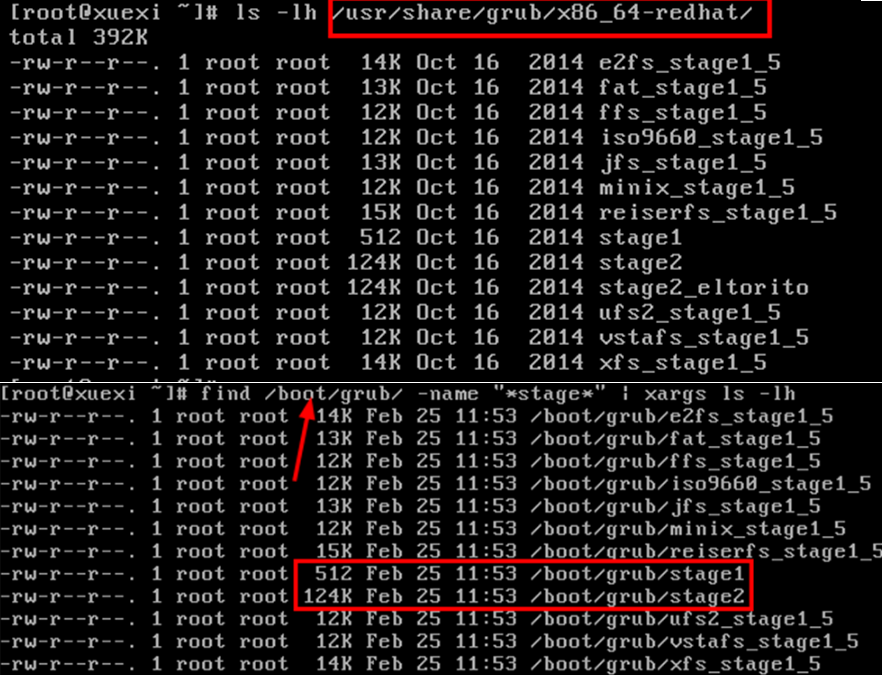 [root@xuexi ~]# ls -lh /usr/share/grub/x86_64-redhat/
total 392K
-rw-r--r--. 1 root root  14K Oct 16  2014 e2fs_stage1_5
-rw-r--r--. 1 root root  13K Oct 16  2014 fat_stage1_5
-rw-r--r--. 1 root root  12K Oct 16  2014 ffs_stage1_5
-rw-r--r--. 1 root root  12K Oct 16  2014 iso9660_stage1_5
-rw-r--r--. 1 root root  13K Oct 16  2014 jfs_stage1_5
-rw-r--r--. 1 root root  12K Oct 16  2014 minix_stage1_5
-rw-r--r--. 1 root root  15K Oct 16  2014 reiserfs_stage1_5
-rw-r--r--. 1 root root  512 Oct 16  2014 stage1
-rw-r--r--. 1 root root 124K Oct 16  2014 stage2
-rw-r--r--. 1 root root 124K Oct 16  2014 stage2_eltorito
-rw-r--r--. 1 root root  12K Oct 16  2014 ufs2_stage1_5
-rw-r--r--. 1 root root  12K Oct 16  2014 vstafs_stage1_5
-rw-r--r--. 1 root root  14K Oct 16  2014 xfs_stage1_5
[root@xuexi ~]# find /boot/grub/ -name "*stage*" | xargs ls -lh
-rw-r--r--. 1 root root  14K Feb 25 11:53 /boot/grub/e2fs_stage1_5
-rw-r--r--. 1 root root  13K Feb 25 11:53 /boot/grub/fat_stage1_5
-rw-r--r--. 1 root root  12K Feb 25 11:53 /boot/grub/ffs_stage1_5
-rw-r--r--. 1 root root  12K Feb 25 11:53 /boot/grub/iso9660_stage1_5
-rw-r--r--. 1 root root  13K Feb 25 11:53 /boot/grub/jfs_stage1_5
-rw-r--r--. 1 root root  12K Feb 25 11:53 /boot/grub/minix_stage1_5
-rw-r--r--. 1 root root  15K Feb 25 11:53 /boot/grub/reiserfs_stage1_5
-rw-r--r--. 1 root root  512 Feb 25 11:53 /boot/grub/stage1
-rw-r--r--. 1 root root 124K Feb 25 11:53 /boot/grub/stage2
-rw-r--r--. 1 root root  12K Feb 25 11:53 /boot/grub/ufs2_stage1_5
-rw-r--r--. 1 root root  12K Feb 25 11:53 /boot/grub/vstafs_stage1_5
-rw-r--r--. 1 root root  14K Feb 25 11:53 /boot/grub/xfs_stage1_5